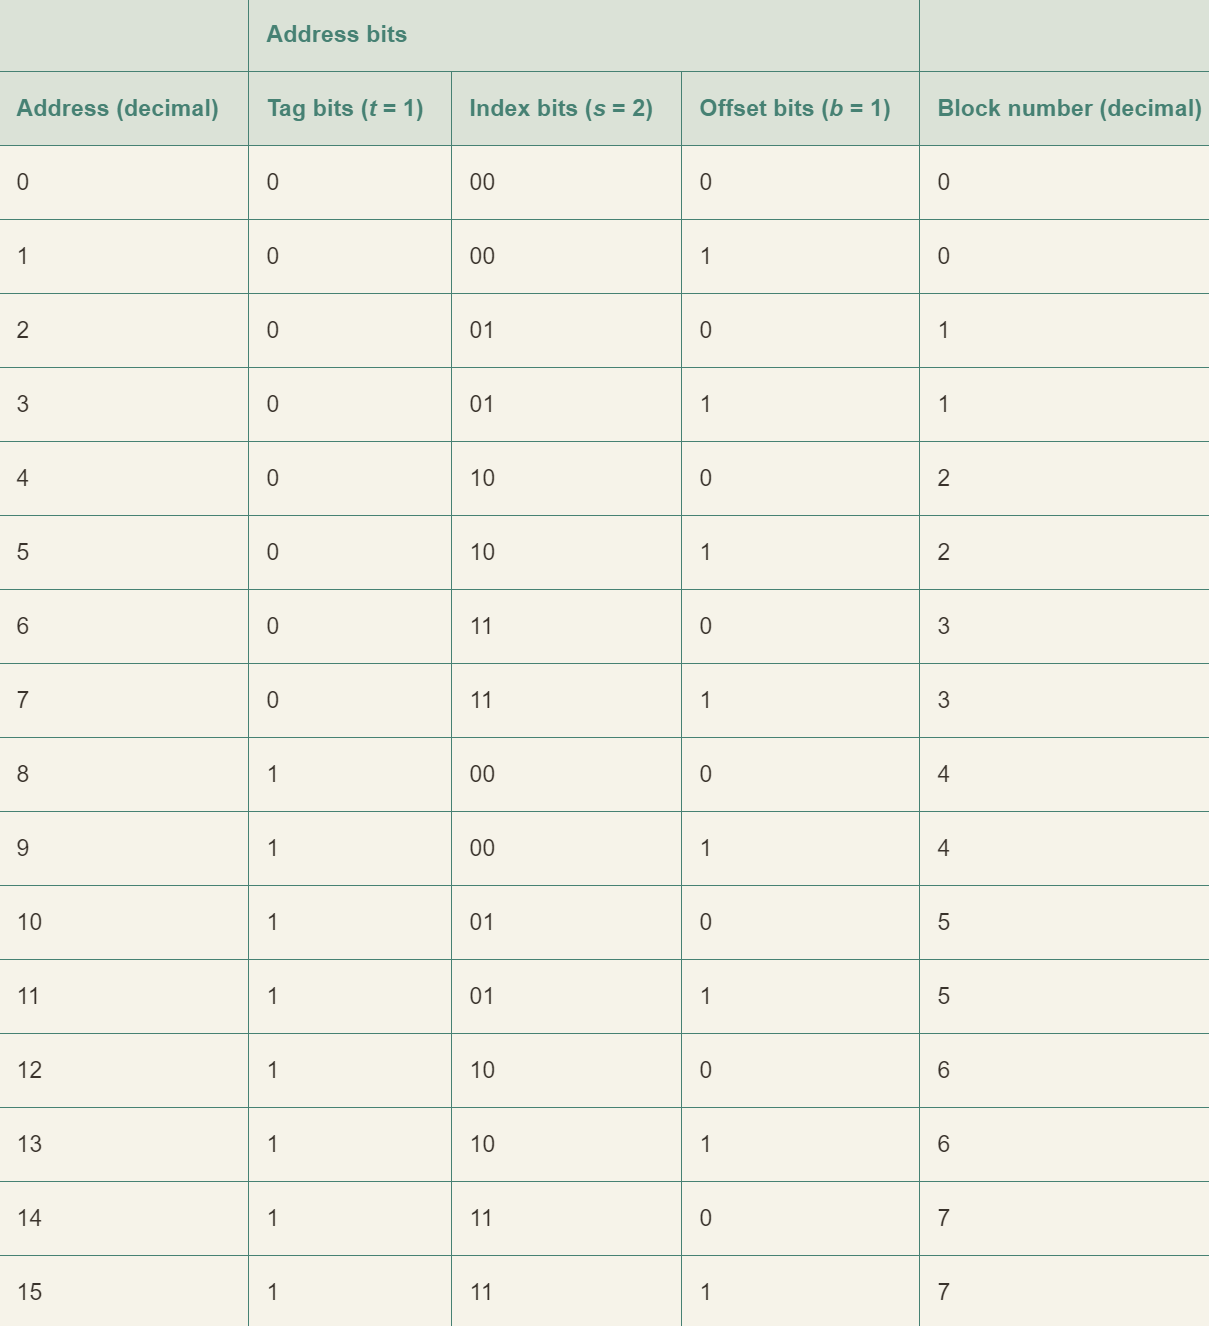 Address bits
Address (decimal) Tag bits (t = 1) Index bits (s = 2) Offset bits (b = 1) Block number (decimal)
0 0 00 0 0
1 0 00 1 0
2 0 01 0 1
3 0 01 1 1
4 0 10 0 2
5 0 10 1 2
6 0 11 0 3
7 0 11 1 3
8 1 00 0 4
9 1 00 1 4
10 1 01 0 5
11 1 01 1 5
12 1 10 0 6
13 1 10 1 6
14 1 11 0 7
15 1 11 1 7